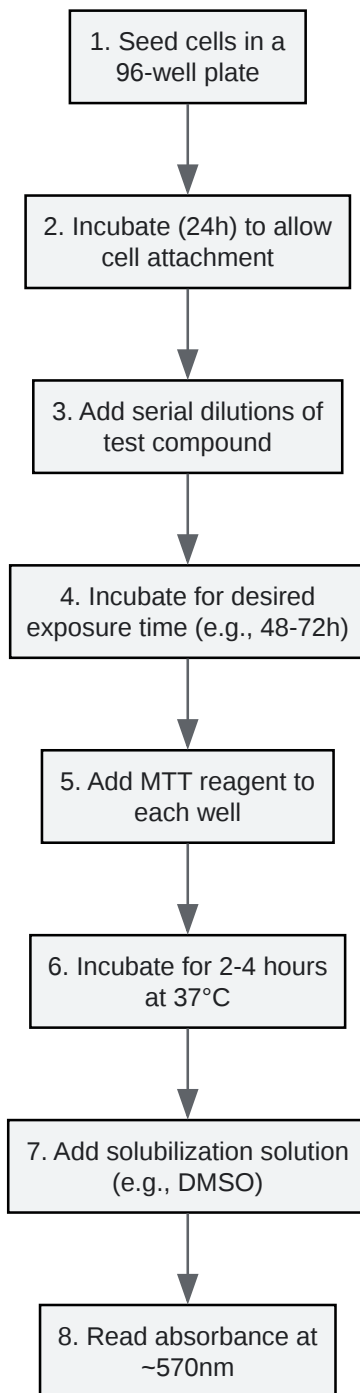 1. Seed cells in a
96-well plate
2. Incubate (24h) to allow
cell attachment
3. Add serial dilutions of
test compound
4. Incubate for desired
exposure time (e.g., 48-72h)
5. Add MTT reagent to
each well
6. Incubate for 2-4 hours
at 37°C
7. Add solubilization solution
(e.g., DMSO)
8. Read absorbance at
~570nm